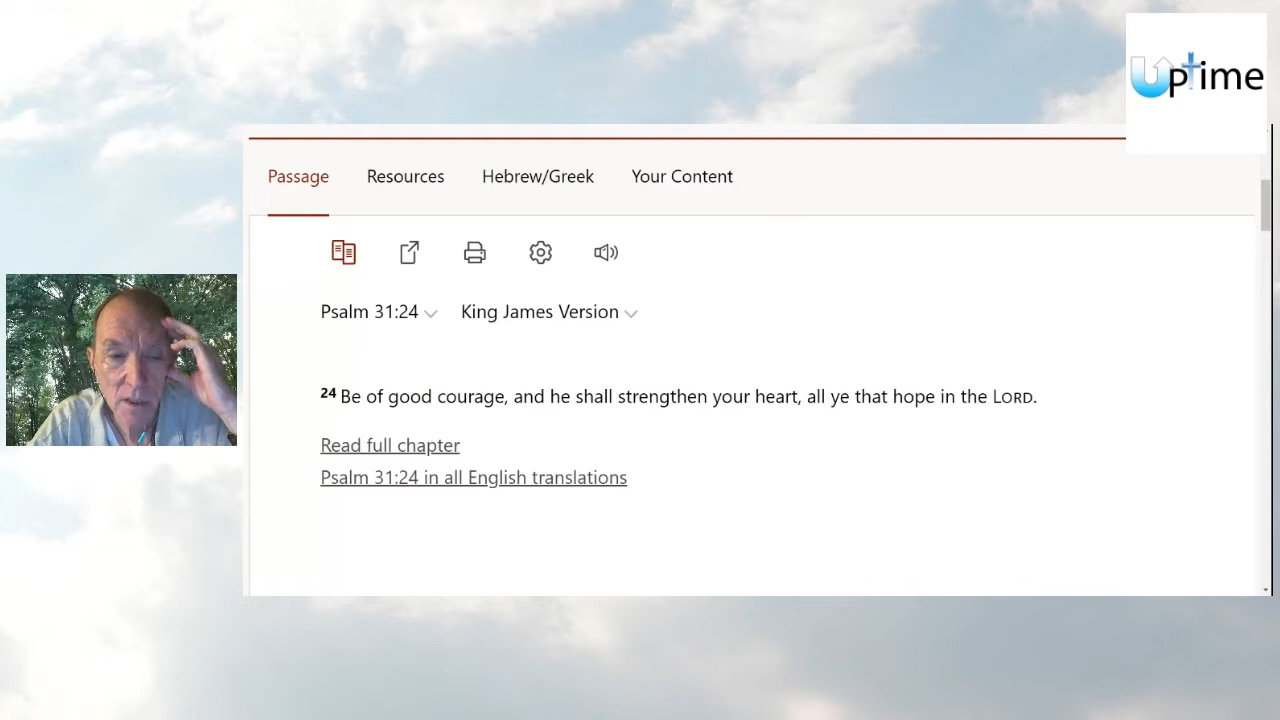 Uptime
Passage Resources Hebrew/Greek Your Content
Psalm 31:24 King James Version
24 Be of good courage, and he shall strengthen your heart, all ye that hope in the LORD.
Read full chapter
Psalm 31:24 in all English translations